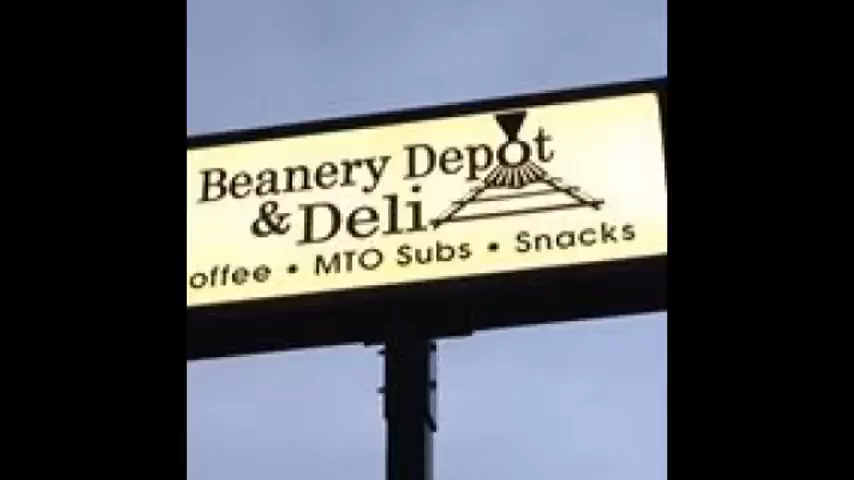 Beanery Depot
& Deli
offee • MTO Subs • Snacks